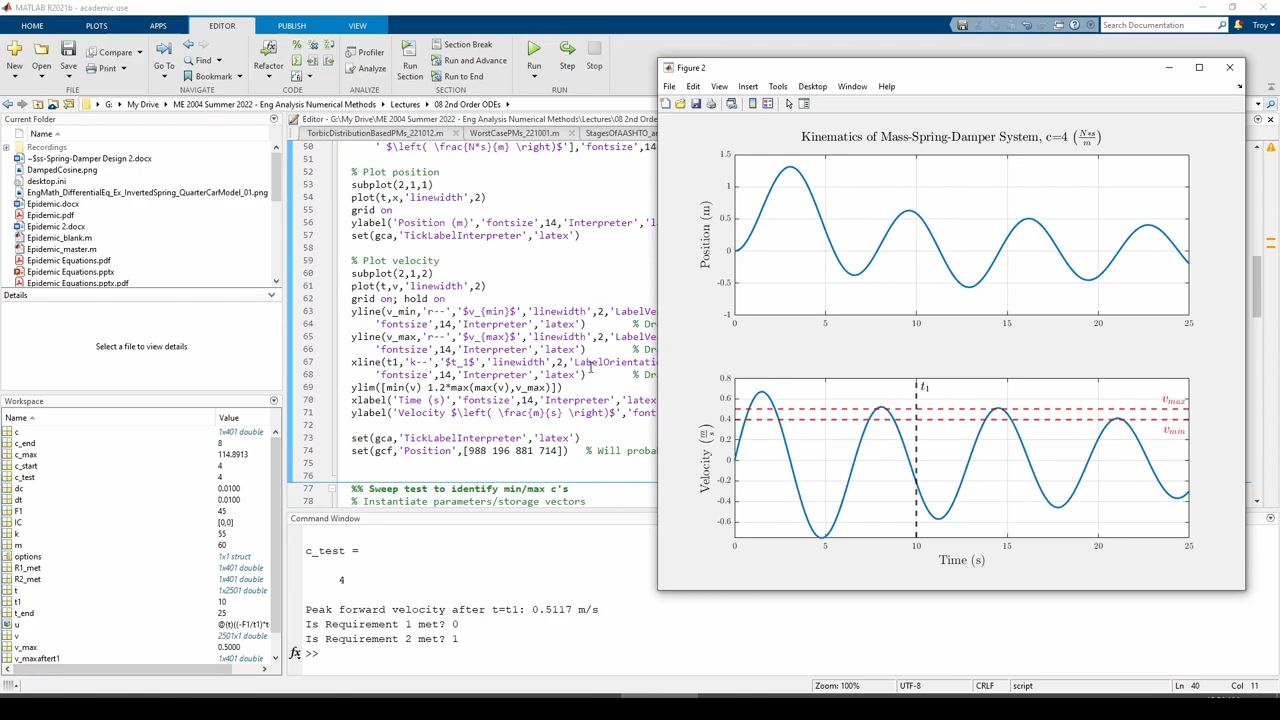 MATLAB R2021b - academic use
HOME PLOTS APPS EDITOR PUBLISH VIEW
Search Documentation
Troy
New
Open
Save
Compare
Print
Go To
Find
Bookmark
Refactor
Profiler
Analyze
Run
Section
Section Break
Run and Advance
Run to End
Run
Step
Stop
FILE NAVIGATE CODE ANALYZE SECTION RUN
G: My Drive ME 2004 Summer 2022 - Eng Analysis Numerical Methods Lectures 08 2nd Order ODEs
Current Folder
Name
Recordings
~$ss-Spring-Damper Design 2.docx
DampedCosine.png
desktop.ini
EngMath_DifferentialEq_Ex_InvertedSpring_QuarterCarModel_01.png
Epidemic.docx
Epidemic.pdf
Epidemic 2.docx
Epidemic_blank.m
Epidemic_master.m
Epidemic Equations.pdf
Epidemic Equations.pptx
Epidemic Equations.pptx.pdf
Details
Select a file to view details
Workspace
Name Value
c 1x401 double
c_end 8
c_max 114.8913
c_start 4
c_test 4
dc 0.0100
dt 0.0100
F1 45
IC [0,0]
k 55
m 60
options 1x1 struct
R1_met 1x401 double
R2_met 1x401 double
t 1x2501 double
t1 10
t_end 25
u @(t)((-F1/t1)*t
v 2501x1 double
v_max 0.5000
v_maxaftert1 1x401 double
Editor - G:\My Drive\ME 2004 Summer 2022 - Eng Analysis Numerical Methods\Lectures\08 2nd Order ODEs\
TorbicDistributionBasedPMs_221012.m WorstCasePMs_221001.m StagesOfAASHTO_ar
50 ' $\left( \frac{N*s}{m} \right)$'],'fontsize',14
51
52 % Plot position
53 subplot(2,1,1)
54 plot(t,x,'linewidth',2)
55 grid on
56 ylabel('Position (m)','fontsize',14,'Interpreter','l
57 set(gca,'TickLabelInterpreter','latex')
58
59 % Plot velocity
60 subplot(2,1,2)
61 plot(t,v,'linewidth',2)
62 grid on; hold on
63 yline(v_min,'r--','$v_{min}$','linewidth',2,'LabelVe
64 'fontsize',14,'Interpreter','latex') % Dr
65 yline(v_max,'r--','$v_{max}$','linewidth',2,'LabelVe
66 'fontsize',14,'Interpreter','latex') % Dr
67 xline(t1,'k--','$t_1$','linewidth',2,'LabelOrientati
68 'fontsize',14,'Interpreter','latex') % Dr
69 ylim([min(v) 1.2*max(max(v),v_max)])
70 xlabel('Time (s)','fontsize',14,'Interpreter','latex
71 ylabel('Velocity $\left( \frac{m}{s} \right)$','font
72
73 set(gca,'TickLabelInterpreter','latex')
74 set(gcf,'Position',[988 196 881 714]) % Will proba
75
76
77 %% Sweep test to identify min/max c's
78 % Instantiate parameters/storage vectors
Command Window
c_test =
4
Peak forward velocity after t=t1: 0.5117 m/s
Is Requirement 1 met? 0
Is Requirement 2 met? 1
fx >>
Figure 2
File Edit View Insert Tools Desktop Window Help
Kinematics of Mass-Spring-Damper System, c=4 (N*s/m)
Position (m)
1.5
1
0.5
0
-0.5
-1
0 5 10 15 20 25
Velocity (m/s)
0.8
0.6
0.4
0.2
0
-0.2
-0.4
-0.6
t1
vmax
vmin
0 5 10 15 20 25
Time (s)
Zoom: 100% UTF-8 CRLF script Ln 40 Col 11